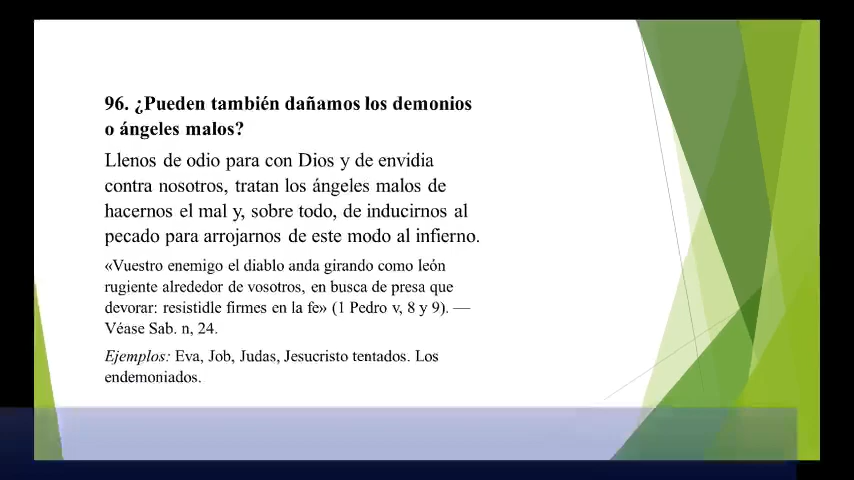 96. ¿Pueden también dañamos los demonios
o ángeles malos?
Llenos de odio para con Dios y de envidia
contra nosotros, tratan los ángeles malos de
hacernos el mal y, sobre todo, de inducirnos al
pecado para arrojarnos de este modo al infierno.
«Vuestro enemigo el diablo anda girando como león
rugiente alrededor de vosotros, en busca de presa que
devorar: resistidle firmes en la fe» (1 Pedro v, 8 y 9). —
Véase Sab. n, 24.
Ejemplos: Eva, Job, Judas, Jesucristo tentados. Los
endemoniados.